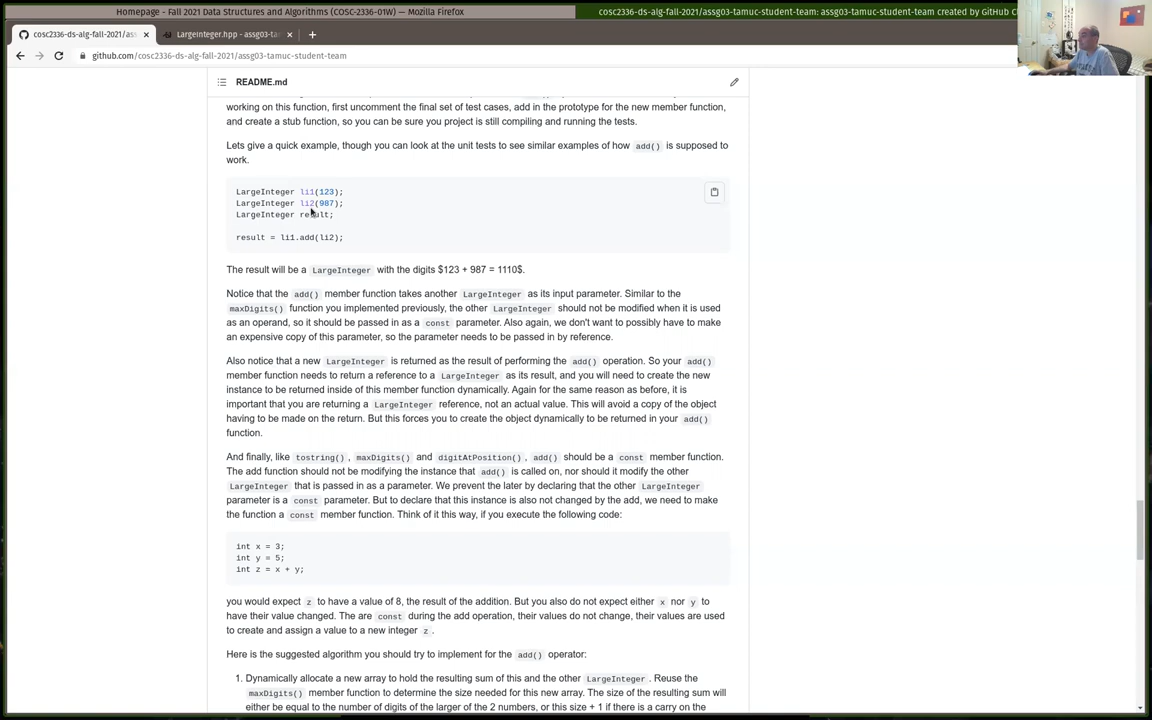 Homepage - Fall 2021 Data Structures and Algorithms (COSC-2336-01W) — Mozilla Firefox
cosc2336-ds-alg-fall-2021/assg03-tamuc-student-team: assg03-tamuc-student-team created by GitHub Cl
cosc2336-ds-alg-fall-2021/as
LargeInteger.hpp - assg03-ta
github.com/cosc2336-ds-alg-fall-2021/assg03-tamuc-student-team
README.md
working on this function, first uncomment the final set of test cases, add in the prototype for the new member function,
and create a stub function, so you can be sure you project is still compiling and running the tests.
Lets give a quick example, though you can look at the unit tests to see similar examples of how add() is supposed to
work.
LargeInteger li1(123);
LargeInteger li2(987);
LargeInteger result;
result = li1.add(li2);
The result will be a LargeInteger with the digits $123 + 987 = 1110$.
Notice that the add() member function takes another LargeInteger as its input parameter. Similar to the
maxDigits() function you implemented previously, the other LargeInteger should not be modified when it is used
as an operand, so it should be passed in as a const parameter. Also again, we don't want to possibly have to make
an expensive copy of this parameter, so the parameter needs to be passed in by reference.
Also notice that a new LargeInteger is returned as the result of performing the add() operation. So your add()
member function needs to return a reference to a LargeInteger as its result, and you will need to create the new
instance to be returned inside of this member function dynamically. Again for the same reason as before, it is
important that you are returning a LargeInteger reference, not an actual value. This will avoid a copy of the object
having to be made on the return. But this forces you to create the object dynamically to be returned in your add()
function.
And finally, like tostring(), maxDigits() and digitAtPosition(), add() should be a const member function.
The add function should not be modifying the instance that add() is called on, nor should it modify the other
LargeInteger that is passed in as a parameter. We prevent the later by declaring that the other LargeInteger
parameter is a const parameter. But to declare that this instance is also not changed by the add, we need to make
the function a const member function. Think of it this way, if you execute the following code:
int x = 3;
int y = 5;
int z = x + y;
you would expect z to have a value of 8, the result of the addition. But you also do not expect either x nor y to
have their value changed. The are const during the add operation, their values do not change, their values are used
to create and assign a value to a new integer z.
Here is the suggested algorithm you should try to implement for the add() operator:
1. Dynamically allocate a new array to hold the resulting sum of this and the other LargeInteger. Reuse the
maxDigits() member function to determine the size needed for this new array. The size of the resulting sum will
either be equal to the number of digits of the larger of the 2 numbers, or this size + 1 if there is a carry on the